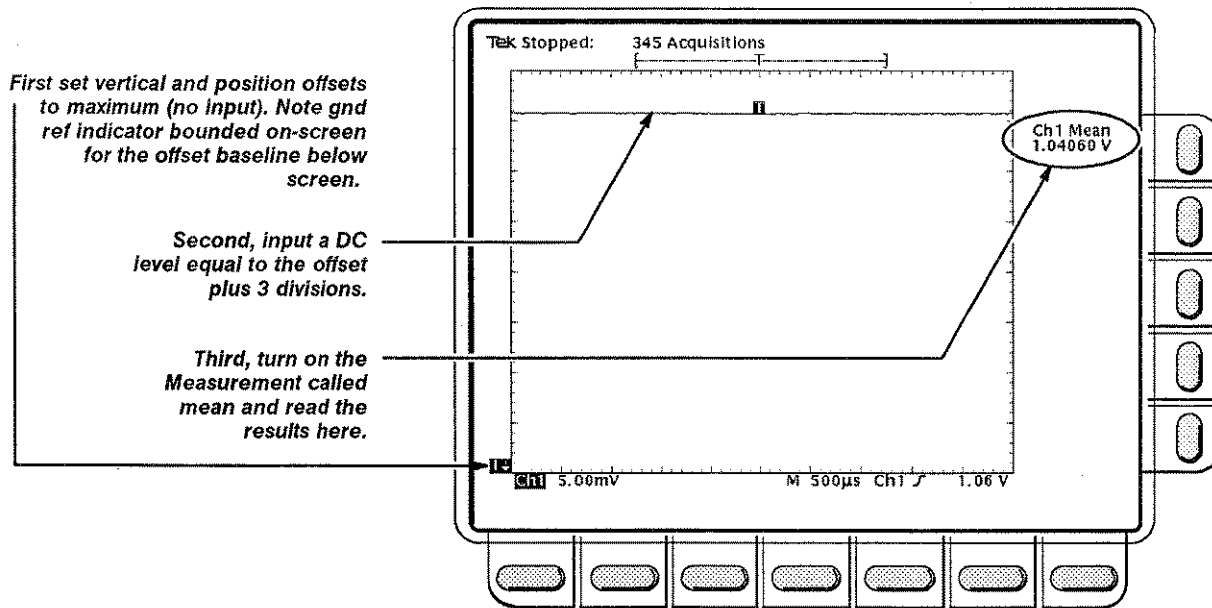 Tek Stopped: 345 Acquisitions
First set vertical and position offsets
to maximum (no input). Note gnd
ref indicator bounded on-screen
for the offset baseline below
screen.
T
Ch1 Mean
1.04060 V
Second, input a DC
level equal to the offset
plus 3 divisions.
Third, turn on the
Measurement called
mean and read the
results here.
Ch1 5.00mV M 500µs Ch1 1.06 V